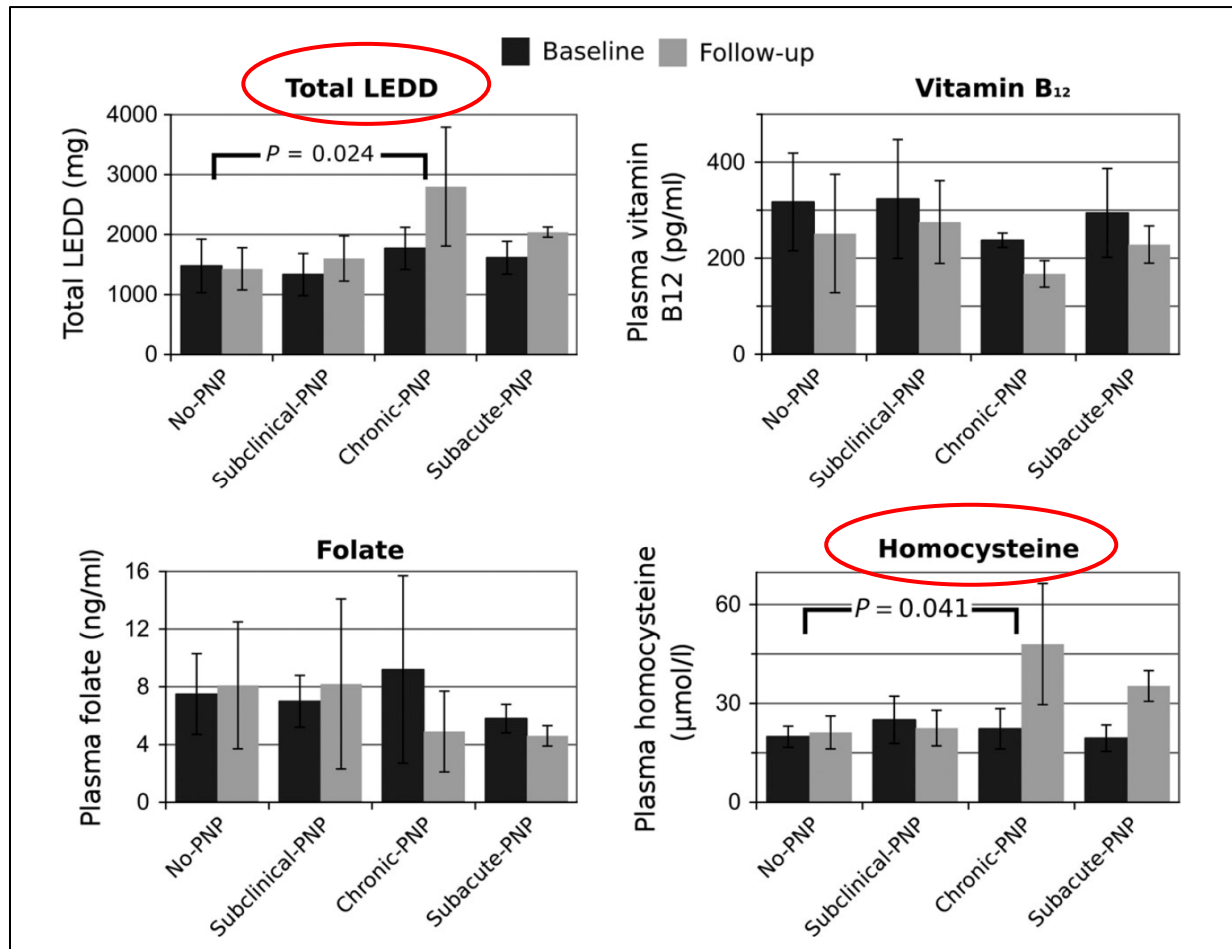 Baseline Follow-up
Total LEDD
Total LEDD (mg)
4000
3000
2000
1000
0
P = 0.024
No-PNP
Subclinical-PNP
Chronic-PNP
Subacute-PNP
Vitamin B₁₂
Plasma vitamin
B12 (pg/ml)
400
200
0
No-PNP
Subclinical-PNP
Chronic-PNP
Subacute-PNP
Folate
Plasma folate (ng/ml)
16
12
8
4
0
No-PNP
Subclinical-PNP
Chronic-PNP
Subacute-PNP
Homocysteine
Plasma homocysteine
(μmol/l)
60
30
0
P = 0.041
No-PNP
Subclinical-PNP
Chronic-PNP
Subacute-PNP